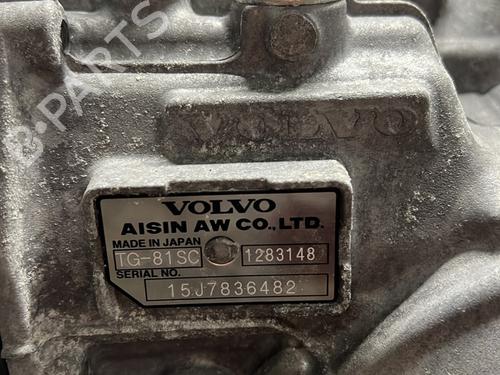 B-PARTS
VOLVO
VOLVO
AISIN AW CO.,LTD.
MADE IN JAPAN
TG-81SC 1283148
SERIAL NO.
15J7836482